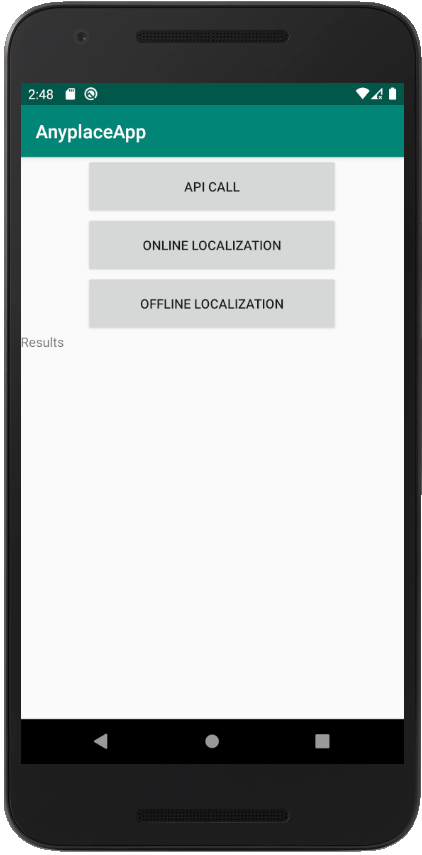 2:48
AnyplaceApp
API CALL
ONLINE LOCALIZATION
OFFLINE LOCALIZATION
Results